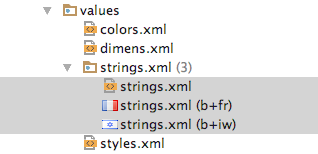 values
colors.xml
dimens.xml
strings.xml (3)
strings.xml
strings.xml (b+fr)
strings.xml (b+iw)
styles.xml